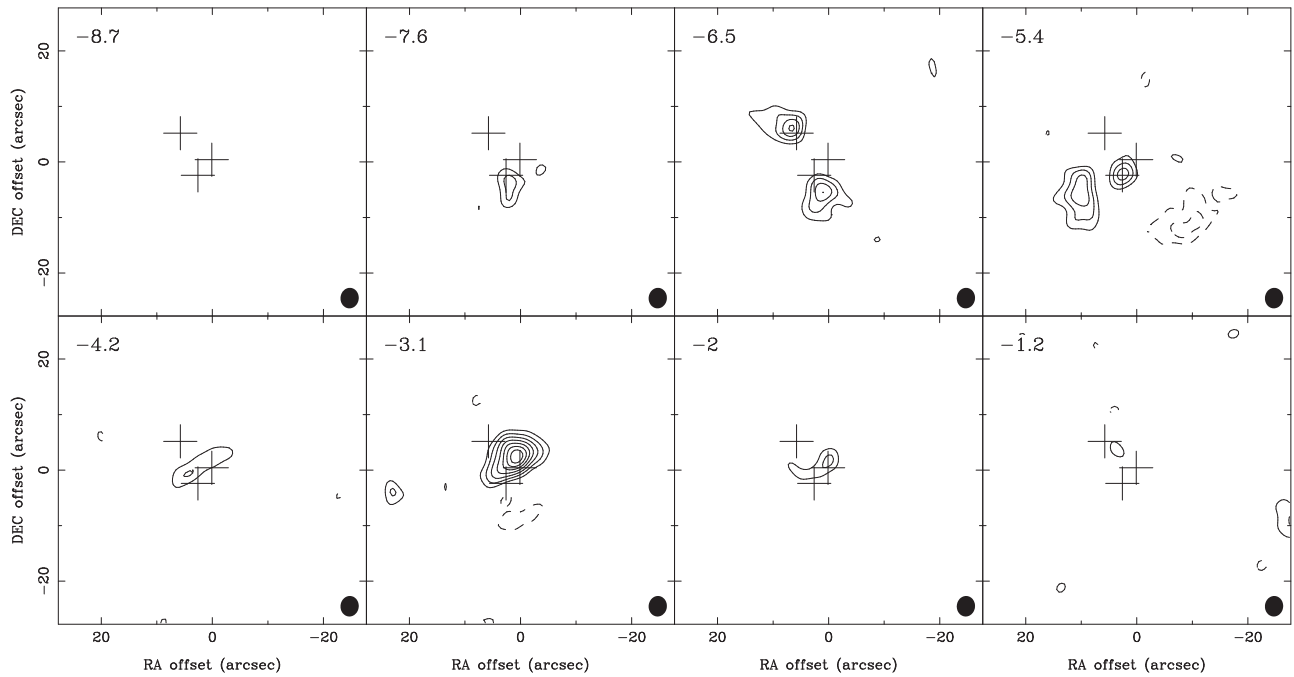 −8.7 −7.6 −6.5 −5.4
20
0
−20
DEC offset (arcsec)
−4.2 −3.1 −2 −1.2
20
0
−20
DEC offset (arcsec)
20 0 −20 20 0 −20 20 0 −20 20 0 −20
RA offset (arcsec) RA offset (arcsec) RA offset (arcsec) RA offset (arcsec)